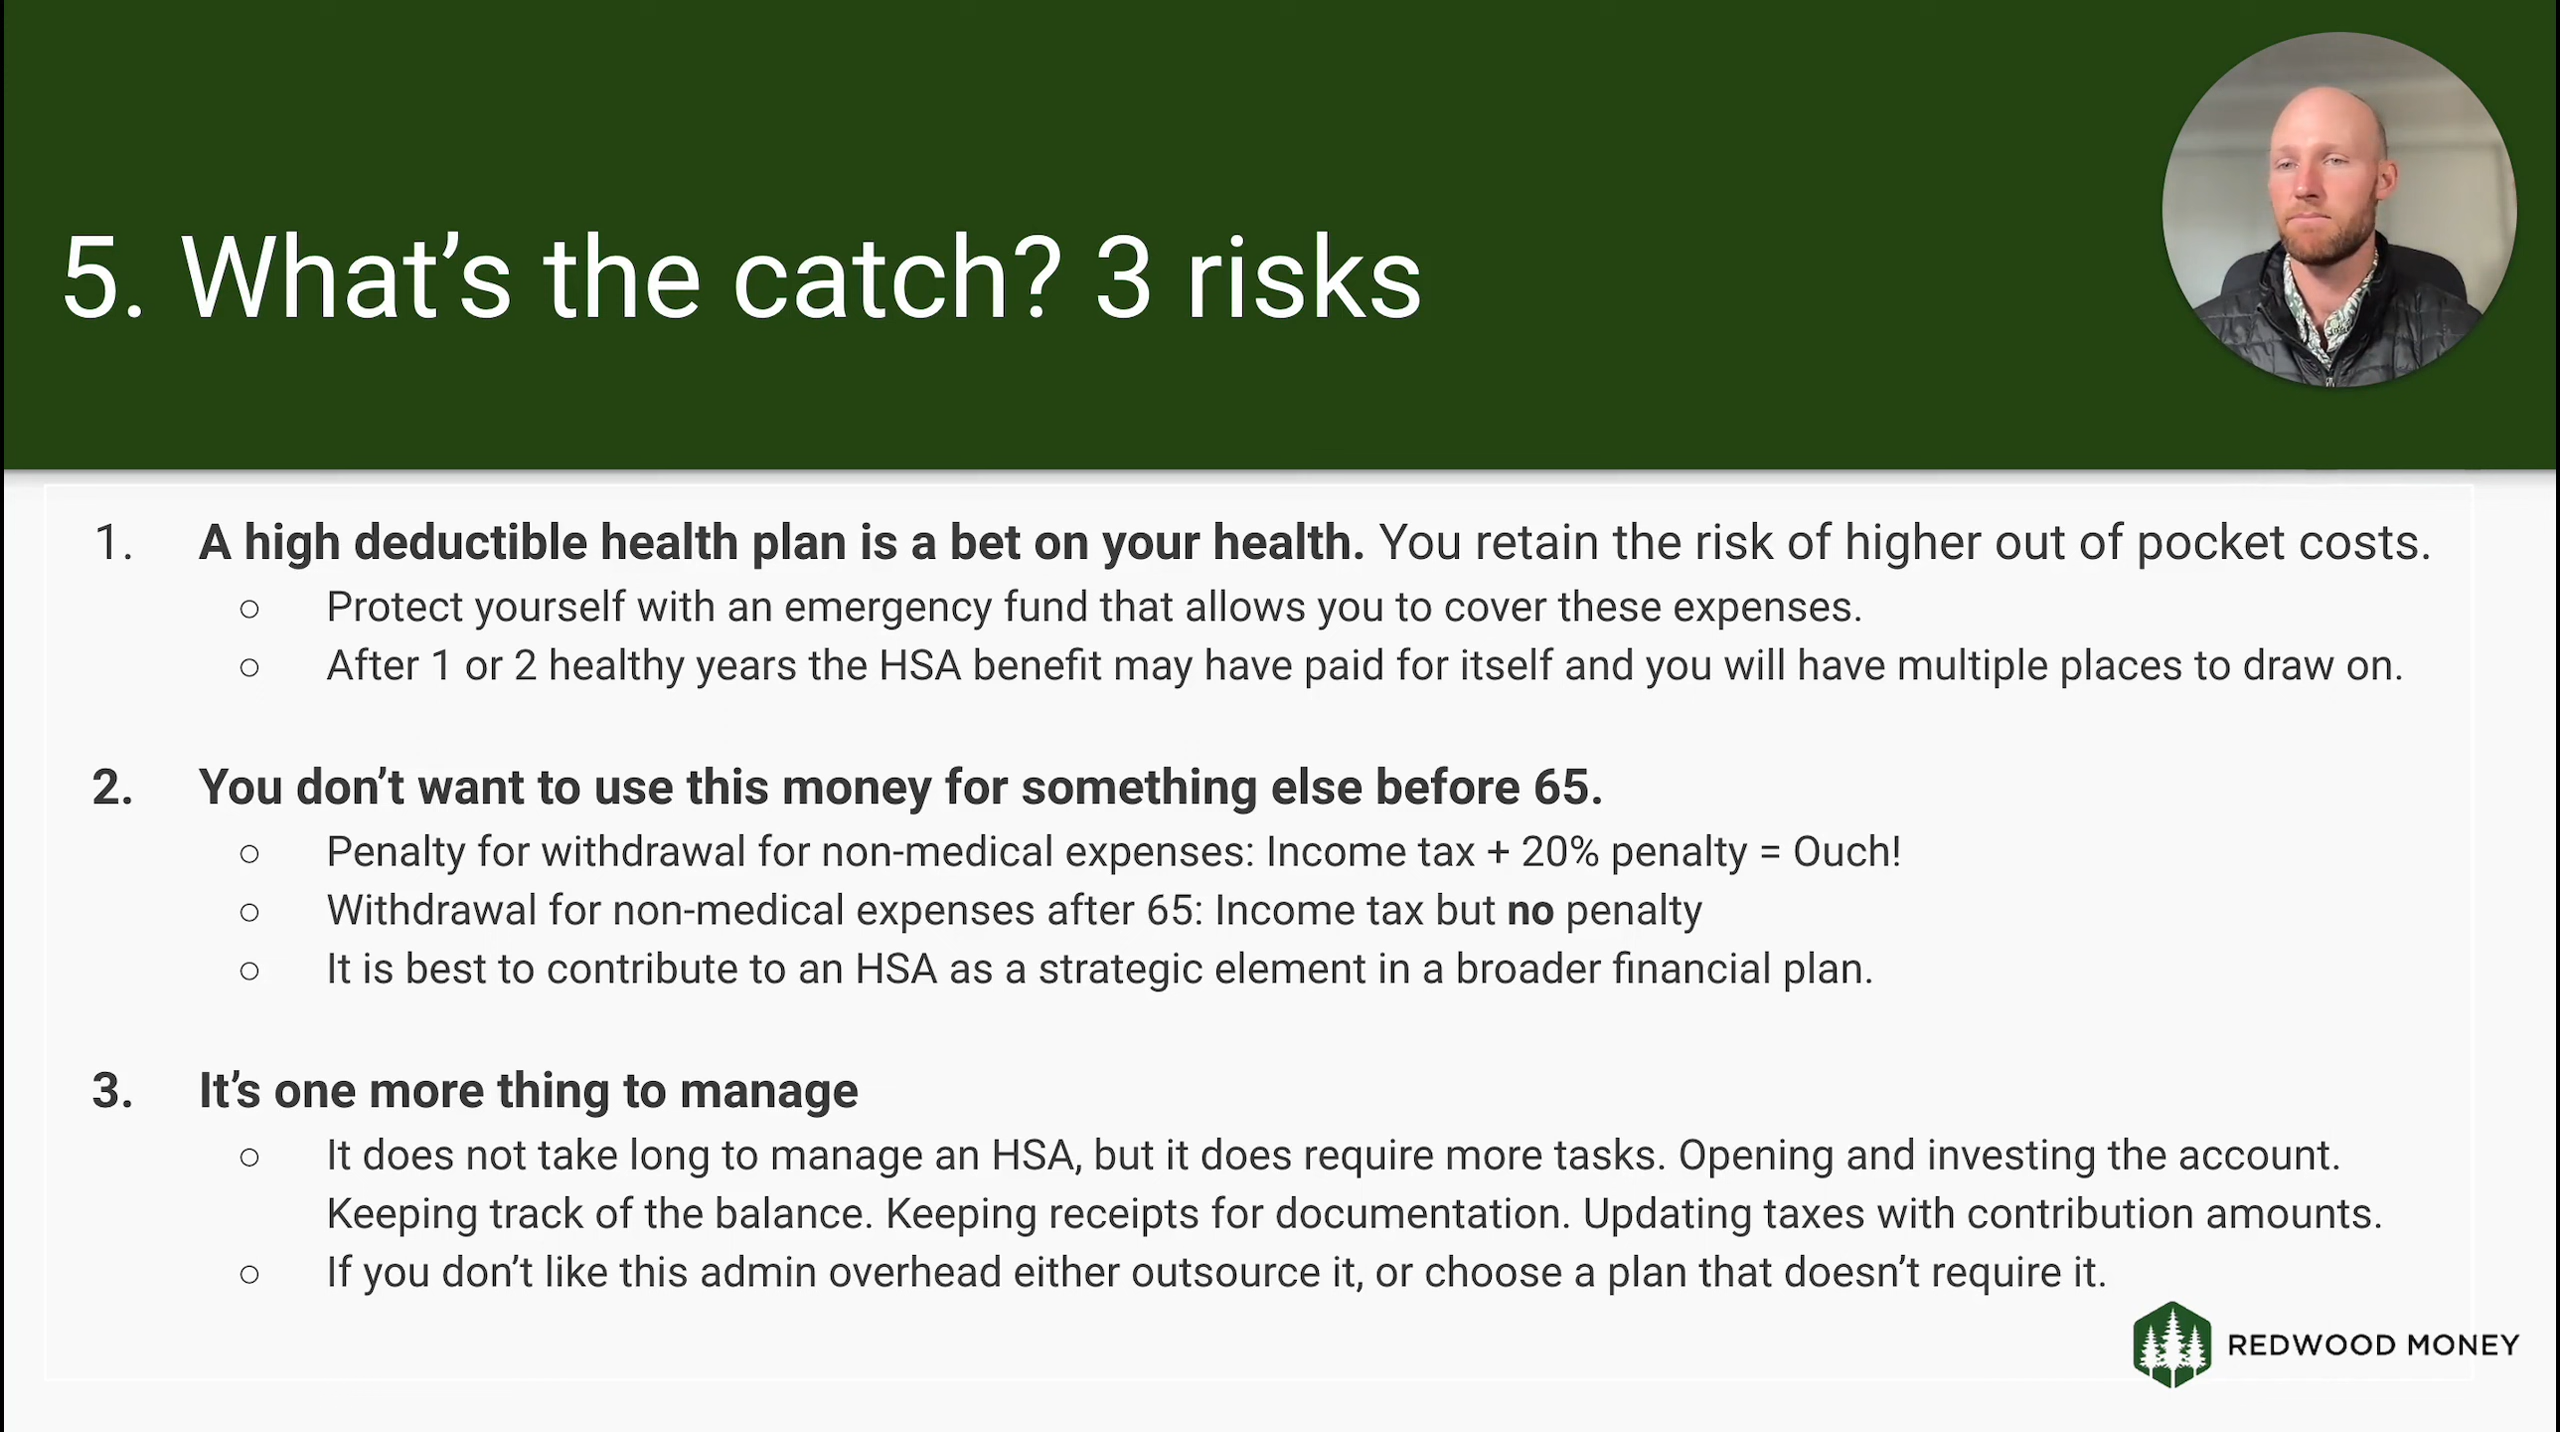 5. What’s the catch? 3 risks
1. A high deductible health plan is a bet on your health. You retain the risk of higher out of pocket costs.
○ Protect yourself with an emergency fund that allows you to cover these expenses.
○ After 1 or 2 healthy years the HSA benefit may have paid for itself and you will have multiple places to draw on.
2. You don’t want to use this money for something else before 65.
○ Penalty for withdrawal for non-medical expenses: Income tax + 20% penalty = Ouch!
○ Withdrawal for non-medical expenses after 65: Income tax but no penalty
○ It is best to contribute to an HSA as a strategic element in a broader financial plan.
3. It’s one more thing to manage
○ It does not take long to manage an HSA, but it does require more tasks. Opening and investing the account.
Keeping track of the balance. Keeping receipts for documentation. Updating taxes with contribution amounts.
○ If you don’t like this admin overhead either outsource it, or choose a plan that doesn’t require it.
REDWOOD MONEY